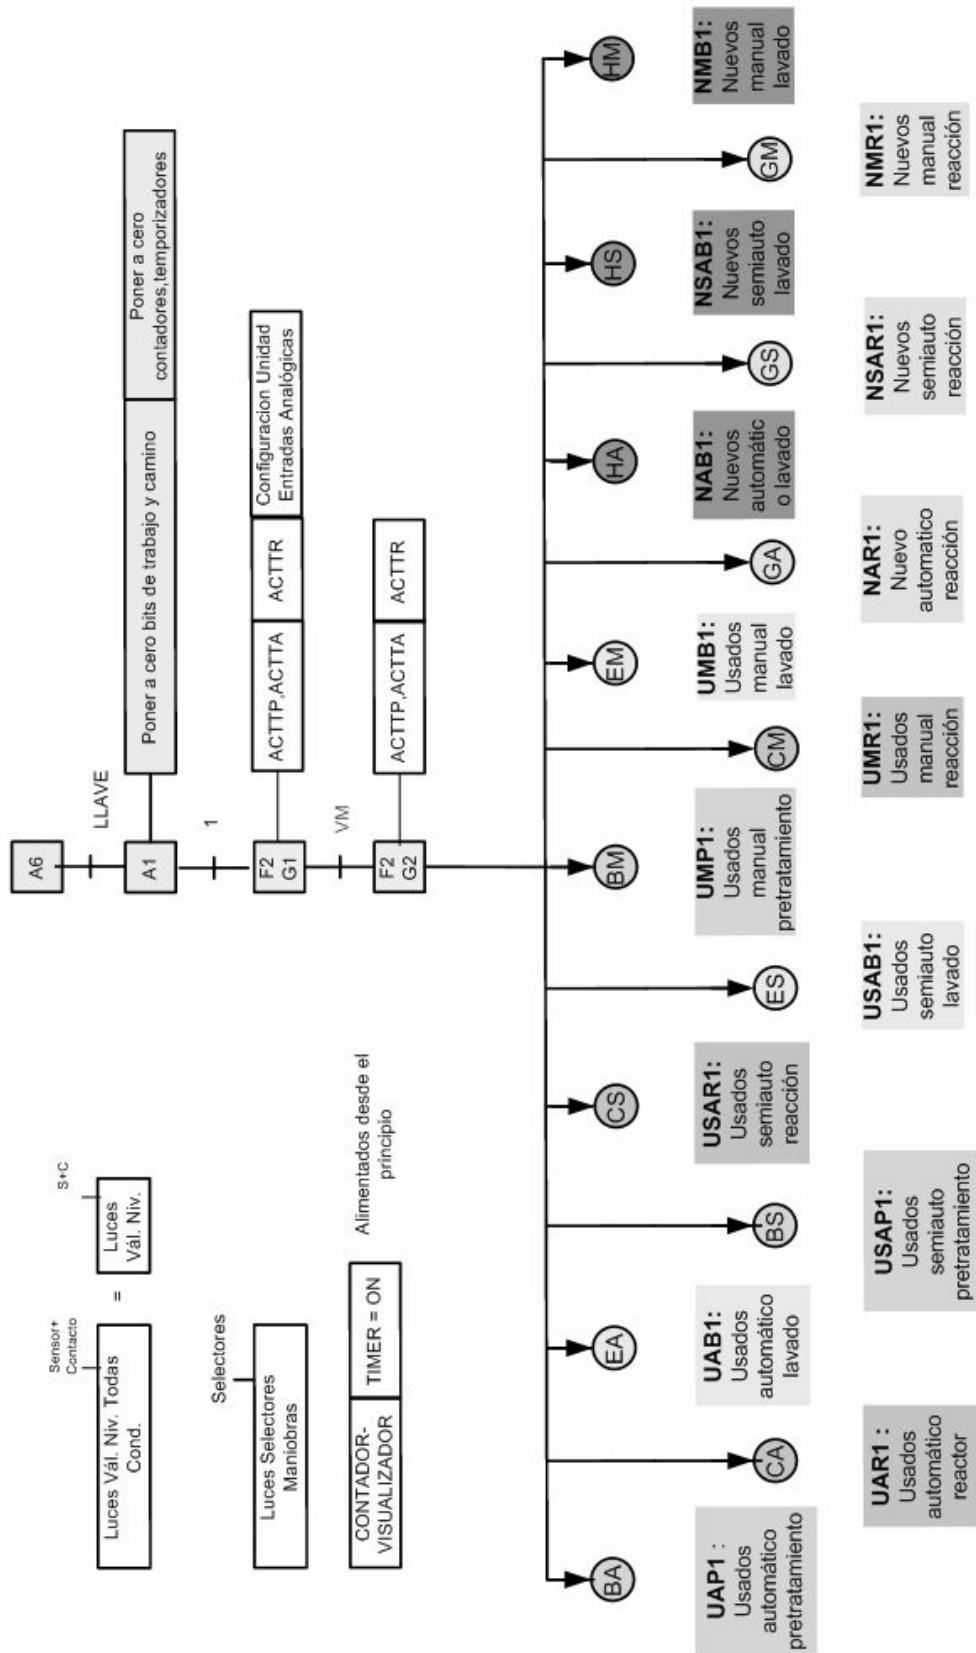 A6
LLAVE
A1
Poner a cero bits de trabajo y camino
Poner a cero
contadores,temporizadores
1
F2
G1
ACTTP,ACTTA
ACTTR
Configuracion Unidad
Entradas Analógicas
VM
F2
G2
ACTTP,ACTTA
ACTTR
Sensor+
Contacto
Luces Vál. Niv. Todas
Cond.
=
S+C
Luces
Vál. Niv.
Selectores
Luces Selectores
Maniobras
CONTADOR-
VISUALIZADOR
TIMER = ON
Alimentados desde el
principio
BA
CA
EA
BS
CS
ES
BM
CM
EM
GA
HA
GS
HS
GM
HM
UAP1 :
Usados
automático
pretratamiento
UAR1 :
Usados
automático
reactor
UAB1:
Usados
automático
lavado
USAP1:
Usados
semiauto
pretratamiento
USAR1:
Usados
semiauto
reacción
USAB1:
Usados
semiauto
lavado
UMP1:
Usados
manual
pretratamiento
UMR1:
Usados
manual
reacción
UMB1:
Usados
manual
lavado
NAR1:
Nuevo
automatico
reacción
NAB1:
Nuevos
automátic
o lavado
NSAR1:
Nuevos
semiauto
reacción
NSAB1:
Nuevos
semiauto
lavado
NMR1:
Nuevos
manual
reacción
NMB1:
Nuevos
manual
lavado